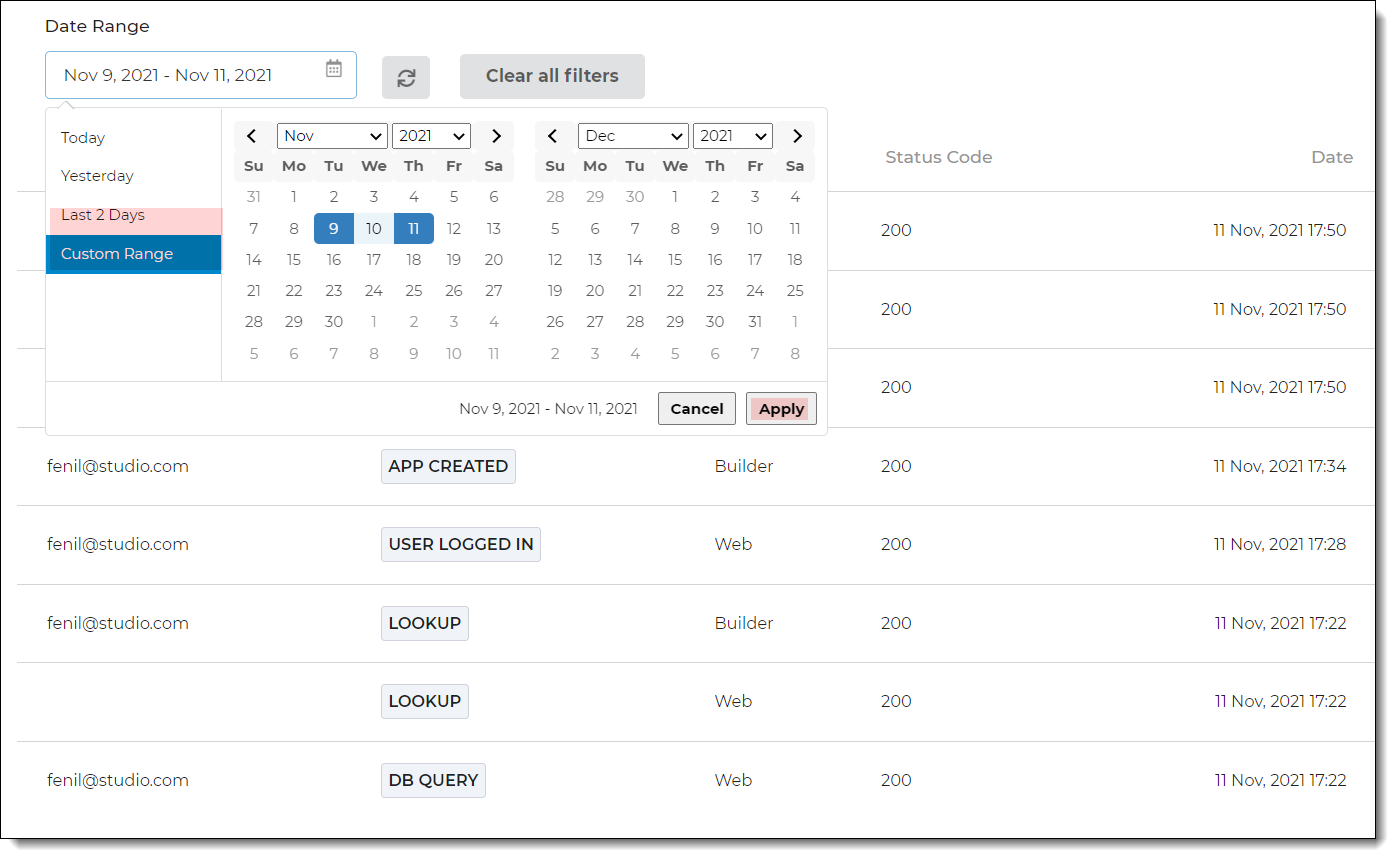 Date Range
Nov 9, 2021 - Nov 11, 2021
Clear all filters
Today
Yesterday
Last 2 Days
Custom Range
Nov 2021
Su Mo Tu We Th Fr Sa
31 1 2 3 4 5 6
7 8 9 10 11 12 13
14 15 16 17 18 19 20
21 22 23 24 25 26 27
28 29 30 1 2 3 4
5 6 7 8 9 10 11
Dec 2021
Su Mo Tu We Th Fr Sa
28 29 30 1 2 3 4
5 6 7 8 9 10 11
12 13 14 15 16 17 18
19 20 21 22 23 24 25
26 27 28 29 30 31 1
2 3 4 5 6 7 8
Nov 9, 2021 - Nov 11, 2021 Cancel Apply
Status Code Date
200 11 Nov, 2021 17:50
200 11 Nov, 2021 17:50
200 11 Nov, 2021 17:50
fenil@studio.com APP CREATED Builder 200 11 Nov, 2021 17:34
fenil@studio.com USER LOGGED IN Web 200 11 Nov, 2021 17:28
fenil@studio.com LOOKUP Builder 200 11 Nov, 2021 17:22
LOOKUP Web 200 11 Nov, 2021 17:22
fenil@studio.com DB QUERY Web 200 11 Nov, 2021 17:22